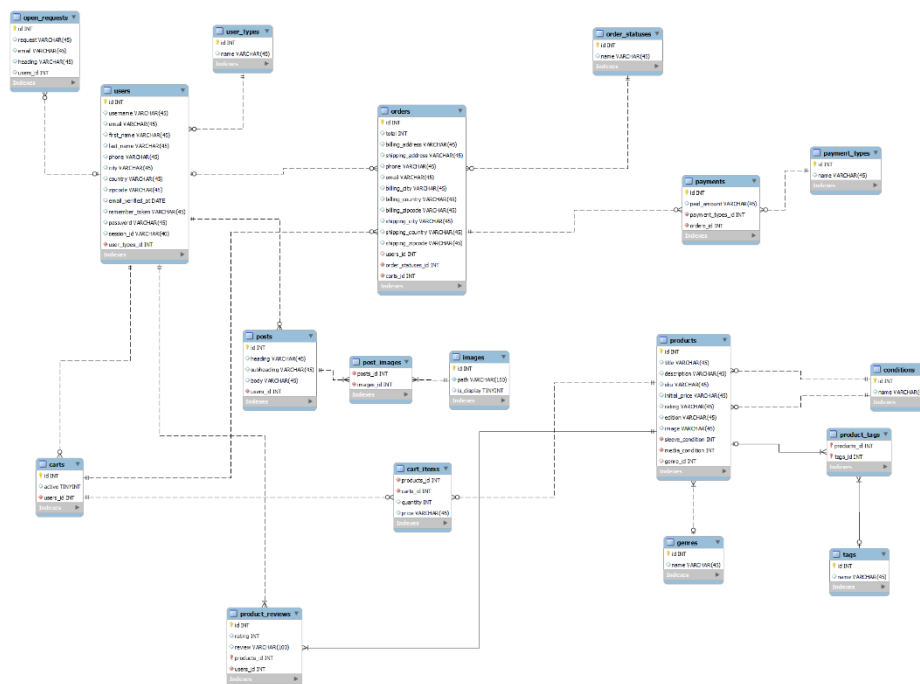 open_requests
id INT
request VARCHAR(45)
email VARCHAR(45)
heading VARCHAR(45)
users_id INT
Indexes
user_types
id INT
name VARCHAR(45)
Indexes
order_statuses
id INT
name VARCHAR(45)
Indexes
users
id INT
username VARCHAR(45)
email VARCHAR(45)
first_name VARCHAR(45)
last_name VARCHAR(45)
phone VARCHAR(45)
city VARCHAR(45)
country VARCHAR(45)
zipcode VARCHAR(45)
email_verified_at DATE
remember_token VARCHAR(45)
password VARCHAR(45)
session_id VARCHAR(40)
user_types_id INT
Indexes
orders
id INT
total INT
billing_address VARCHAR(45)
shipping_address VARCHAR(45)
phone VARCHAR(45)
email VARCHAR(45)
billing_city VARCHAR(45)
billing_country VARCHAR(45)
billing_zipcode VARCHAR(45)
shipping_city VARCHAR(45)
shipping_country VARCHAR(45)
shipping_zipcode VARCHAR(45)
users_id INT
order_statuses_id INT
carts_id INT
Indexes
payments
id INT
paid_amount VARCHAR(45)
payment_types_id INT
orders_id INT
Indexes
payment_types
id INT
name VARCHAR(45)
Indexes
posts
id INT
heading VARCHAR(45)
subheading VARCHAR(45)
body VARCHAR(45)
users_id INT
Indexes
post_images
posts_id INT
images_id INT
Indexes
images
id INT
path VARCHAR(150)
is_display TINYINT
Indexes
products
id INT
title VARCHAR(45)
description VARCHAR(45)
sku VARCHAR(45)
initial_price VARCHAR(45)
rating VARCHAR(45)
edition VARCHAR(45)
image VARCHAR(45)
sleeve_condition INT
media_condition INT
genre_id INT
Indexes
conditions
id INT
name VARCHAR(
Indexes
product_tags
products_id INT
tags_id INT
Indexes
carts
id INT
active TINYINT
users_id INT
Indexes
cart_items
products_id INT
carts_id INT
quantity INT
price VARCHAR(45)
Indexes
genres
id INT
name VARCHAR(45)
Indexes
tags
id INT
name VARCHAR(45)
Indexes
product_reviews
id INT
rating INT
review VARCHAR(100)
products_id INT
users_id INT
Indexes